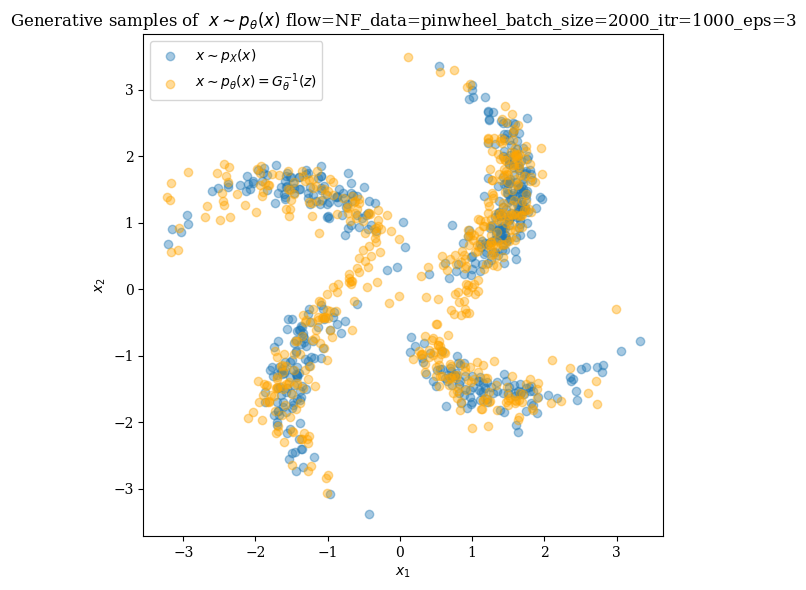 Generative samples of x ∼ p_θ(x) flow=NF_data=pinwheel_batch_size=2000_itr=1000_eps=3
x ∼ p_X(x)
x ∼ p_θ(x) = G_θ^{-1}(z)
3
2
1
0
−1
−2
−3
x_2
−3
−2
−1
0
1
2
3
x_1